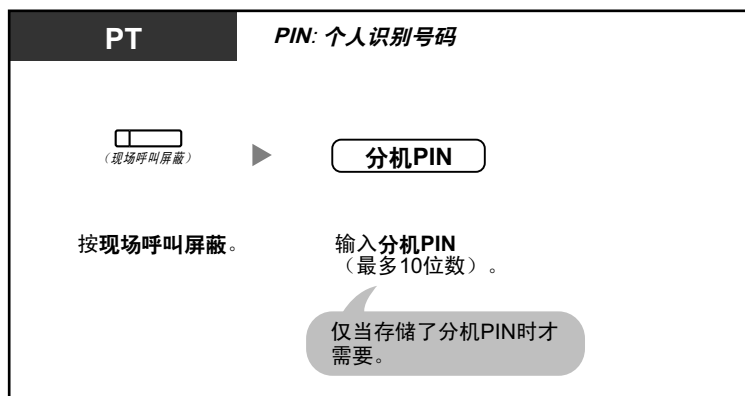 PT
PIN: 个人识别号码
（现场呼叫屏蔽）
分机PIN
按现场呼叫屏蔽。
输入分机PIN
（最多10位数）。
仅当存储了分机PIN时才
需要。